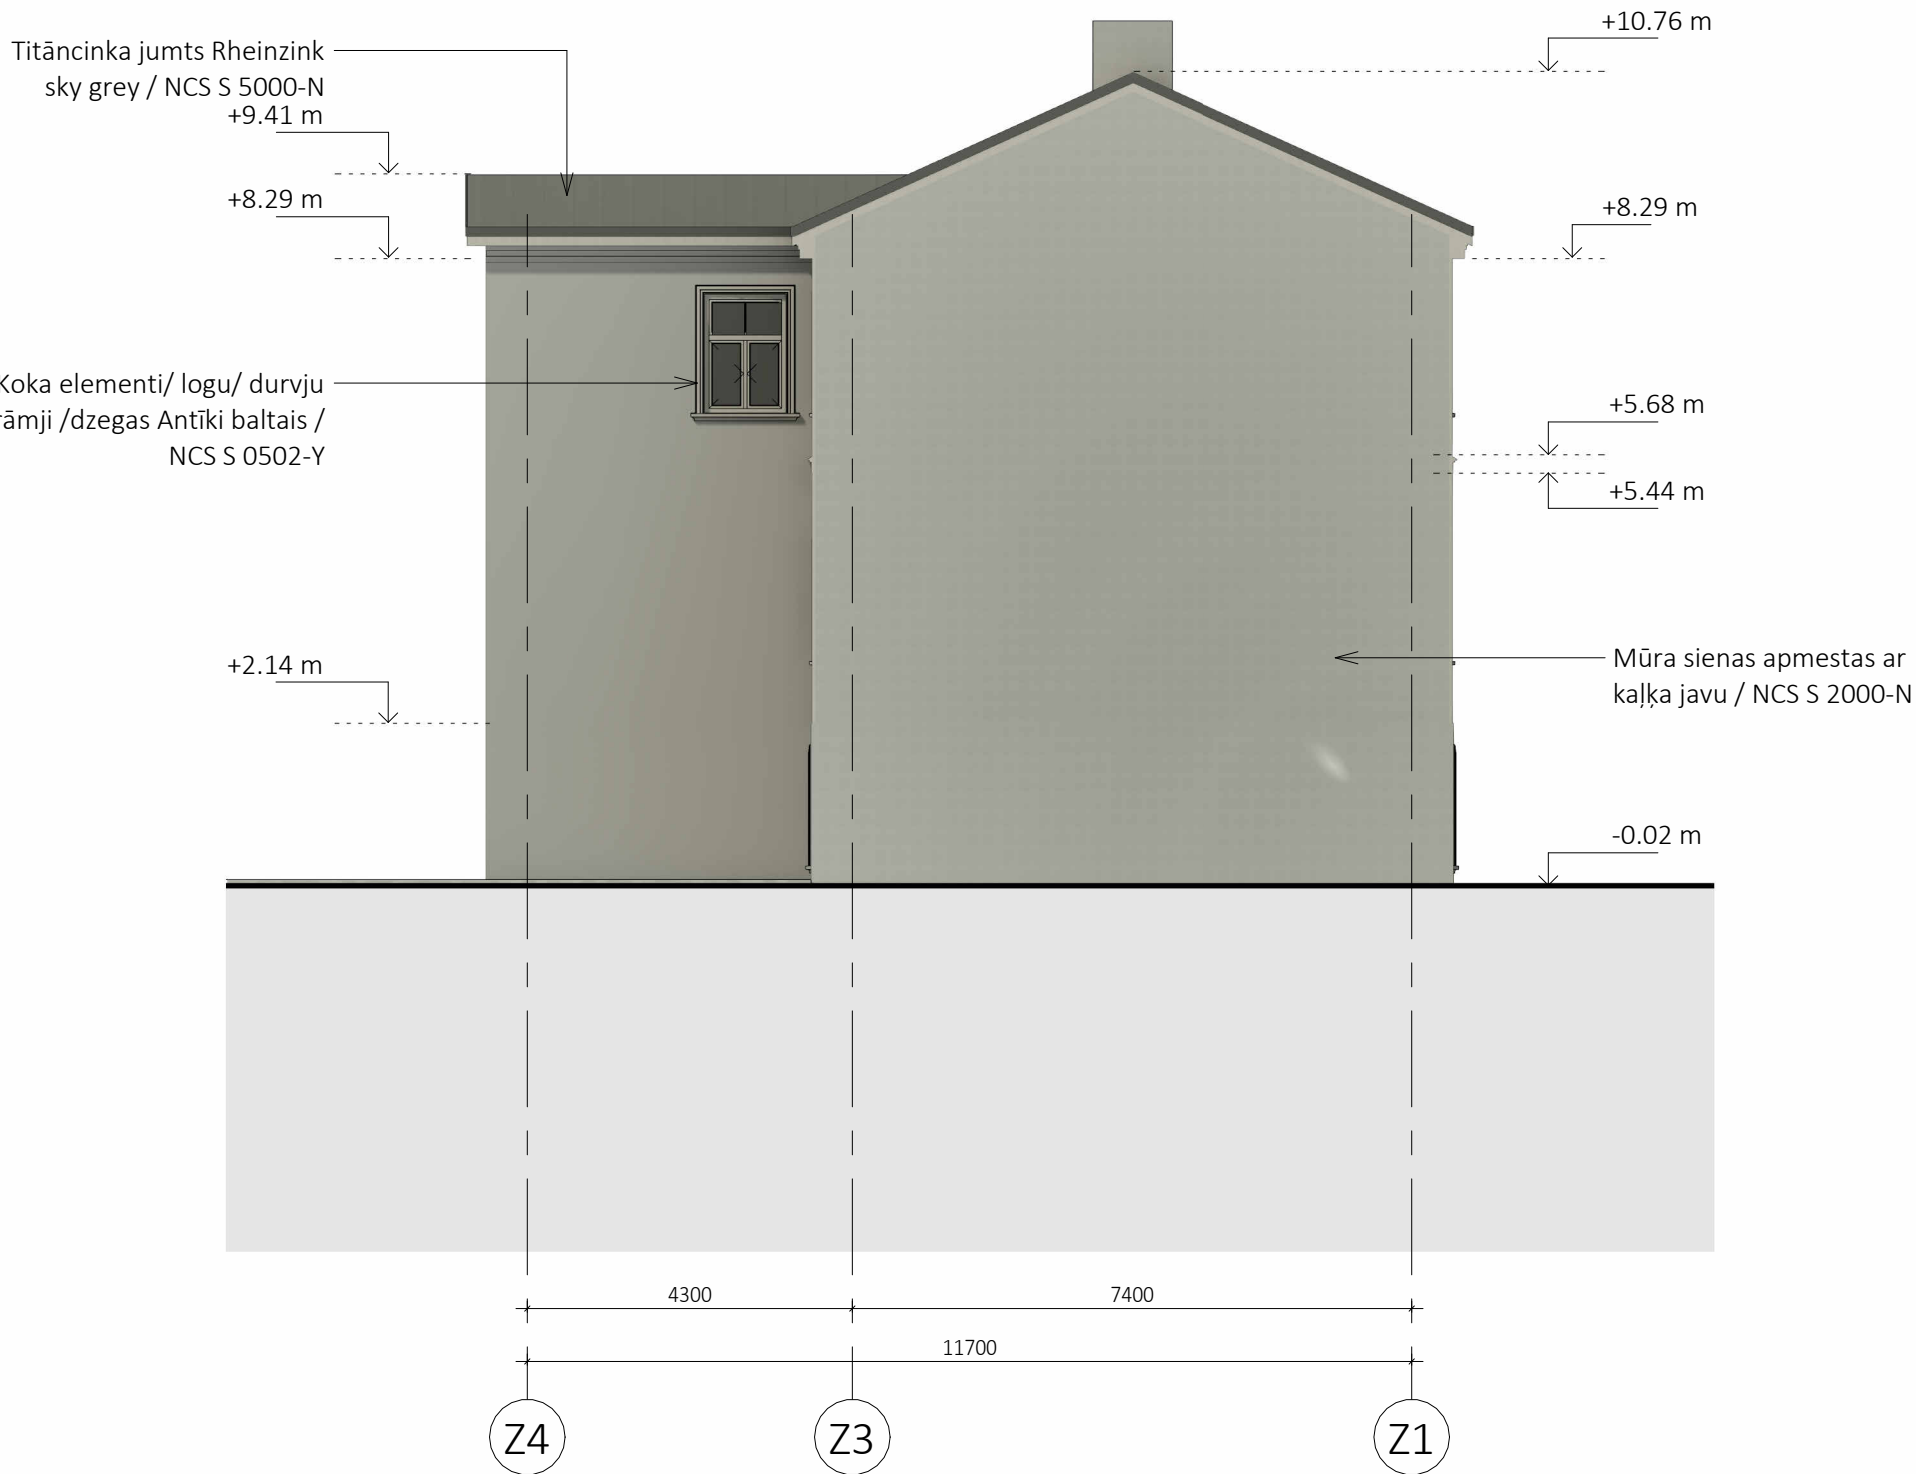 Titāncinka jumts Rheinzink
sky grey / NCS S 5000-N
+9.41 m
+8.29 m
Koka elementi/ logu/ durvju
rāmji /dzegas Antīki baltais /
NCS S 0502-Y
+2.14 m
+10.76 m
+8.29 m
+5.68 m
+5.44 m
Mūra sienas apmestas ar
kaļķa javu / NCS S 2000-N
-0.02 m
4300
7400
11700
Z4
Z3
Z1